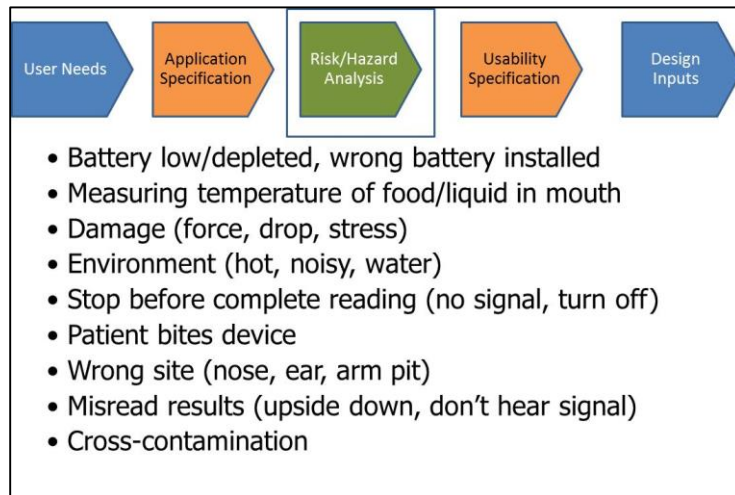 User Needs
Application
Specification
Risk/Hazard
Analysis
Usability
Specification
Design
Inputs
• Battery low/depleted, wrong battery installed
• Measuring temperature of food/liquid in mouth
• Damage (force, drop, stress)
• Environment (hot, noisy, water)
• Stop before complete reading (no signal, turn off)
• Patient bites device
• Wrong site (nose, ear, arm pit)
• Misread results (upside down, don’t hear signal)
• Cross-contamination